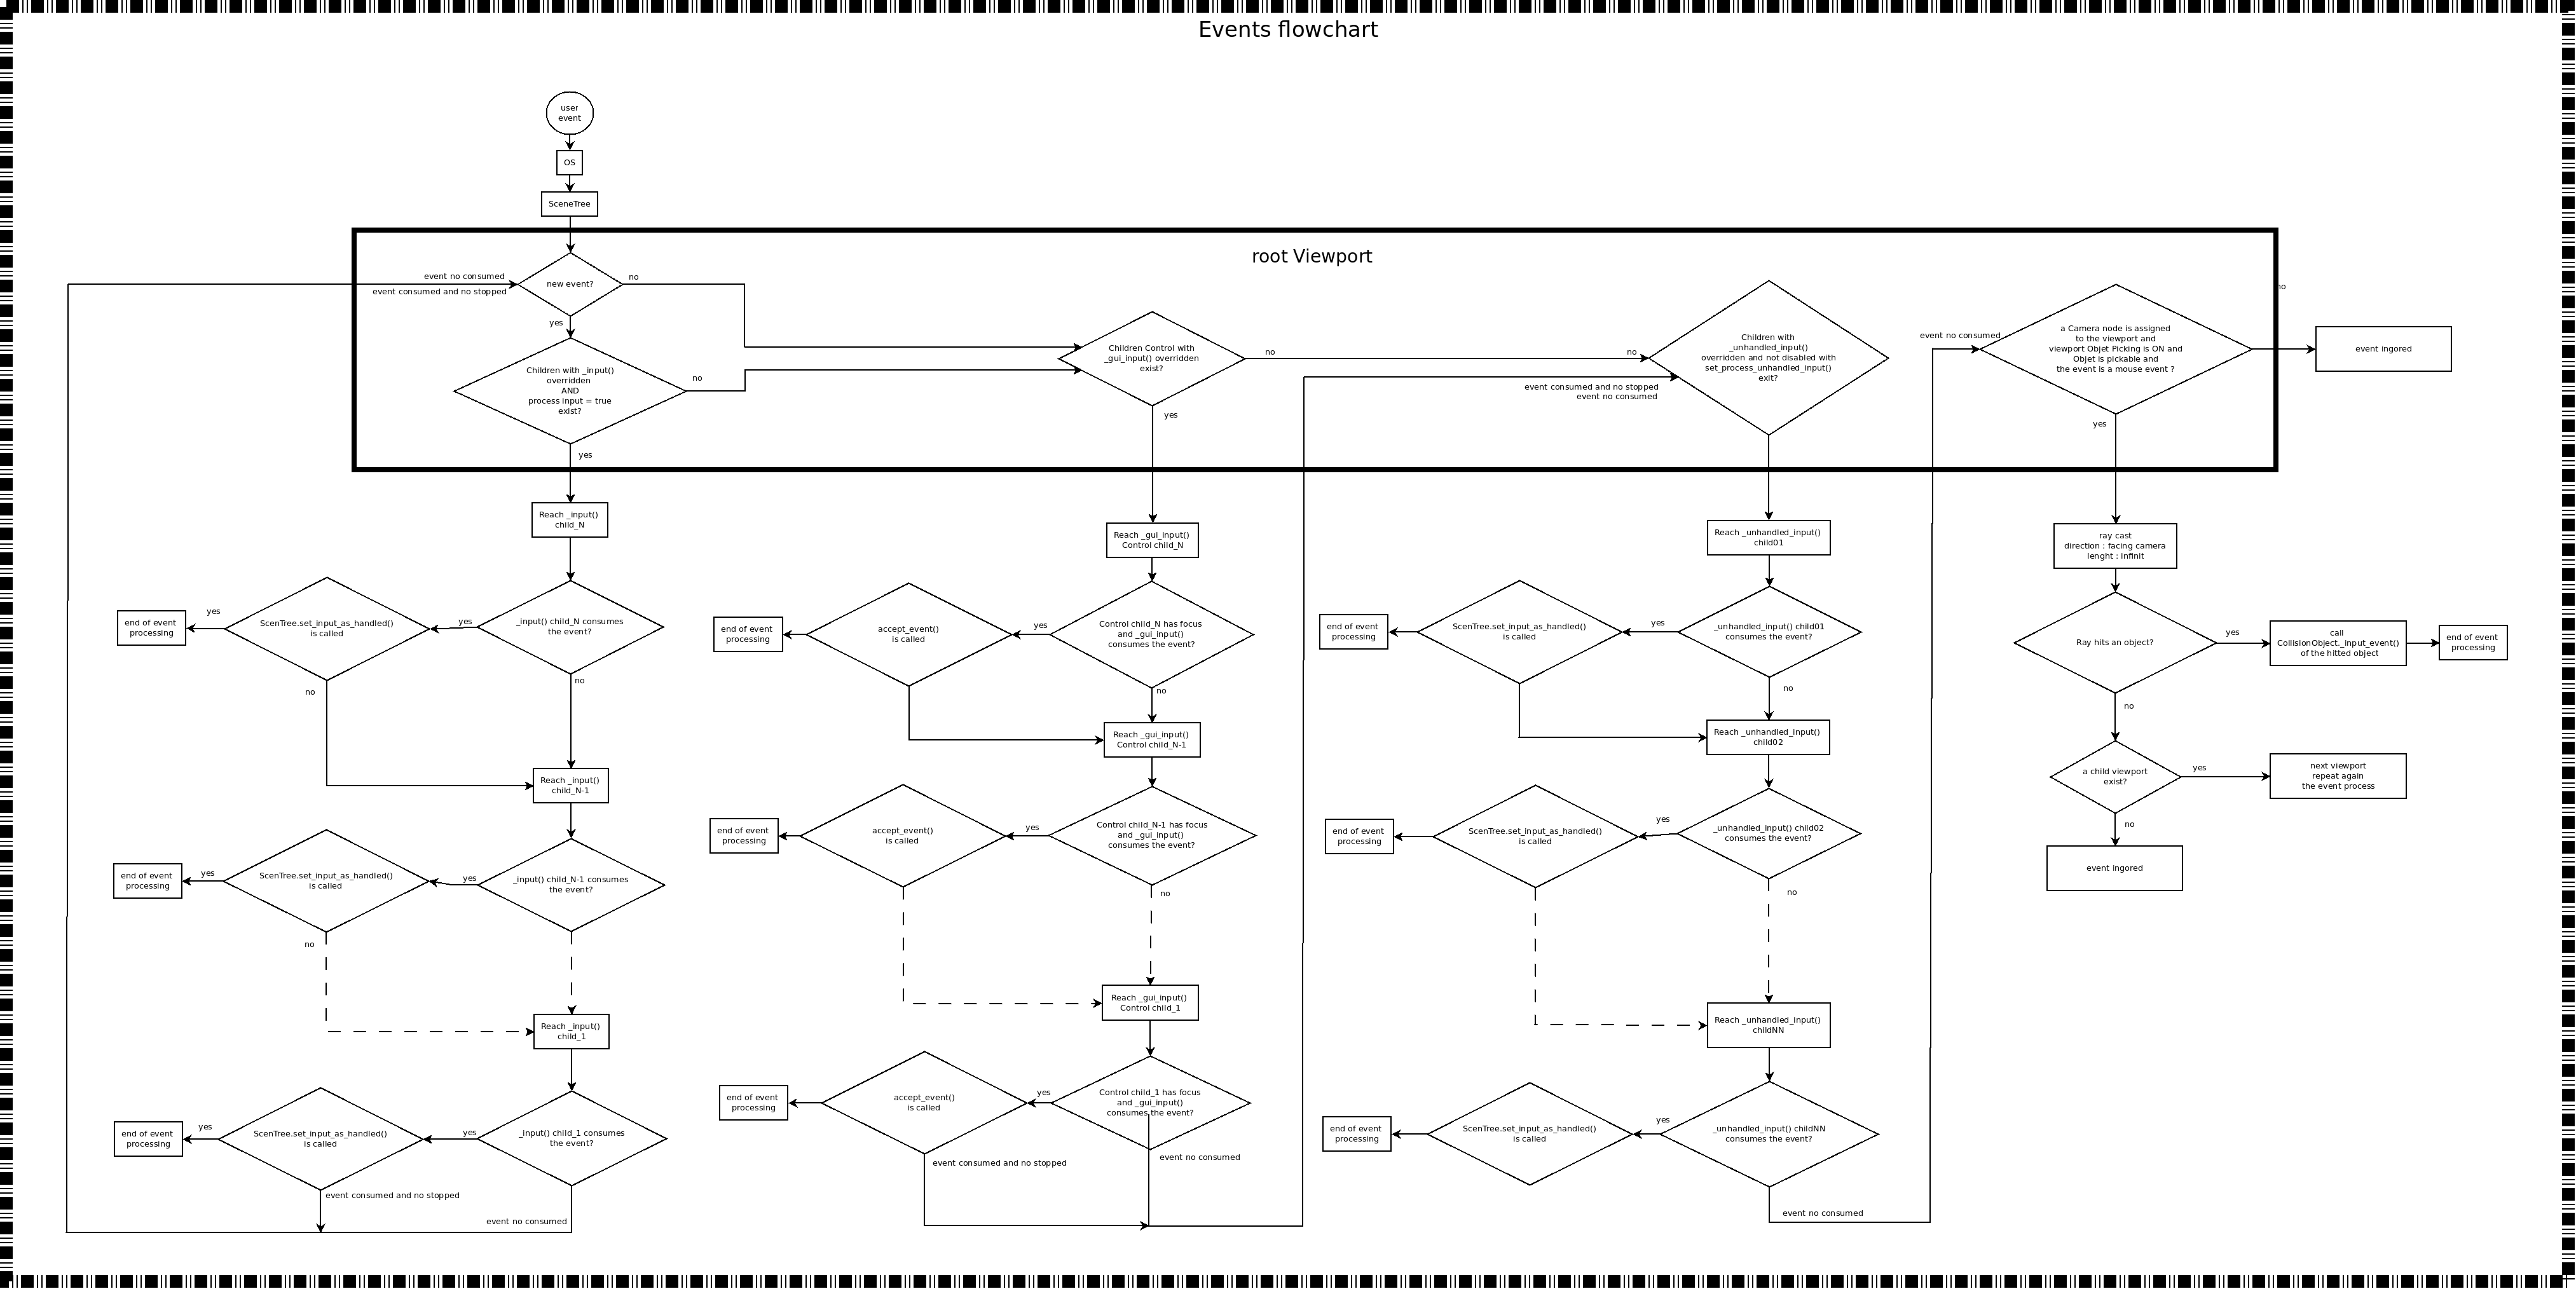 Events flowchart
user
event
OS
SceneTree
root Viewport
event no consumed
event consumed and no stopped
new event?
no
yes
Children with _input()
overridden
AND
process input = true
exist?
no
yes
Children Control with
_gui_input() overridden
exist?
no
no
yes
event consumed and no stopped
event no consumed
Children with
_unhandled_input()
overridden and not disabled with
set_process_unhandled_input()
exit?
event no consumed
a Camera node is assigned
to the viewport and
viewport Objet Picking is ON and
Objet is pickable and
the event is a mouse event ?
no
yes
event ingored
Reach _input()
child_N
_input() child_N consumes
the event?
yes
ScenTree.set_input_as_handled()
is called
yes
end of event
processing
no
no
Reach _input()
child_N-1
_input() child_N-1 consumes
the event?
yes
ScenTree.set_input_as_handled()
is called
yes
end of event
processing
no
Reach _input()
child_1
_input() child_1 consumes
the event?
yes
ScenTree.set_input_as_handled()
is called
yes
end of event
processing
event consumed and no stopped
event no consumed
Reach _gui_input()
Control child_N
Control child_N has focus
and _gui_input()
consumes the event?
yes
accept_event()
is called
end of event
processing
no
Reach _gui_input()
Control child_N-1
Control child_N-1 has focus
and _gui_input()
consumes the event?
yes
accept_event()
is called
end of event
processing
no
Reach _gui_input()
Control child_1
Control child_1 has focus
and _gui_input()
consumes the event?
yes
accept_event()
is called
end of event
processing
event consumed and no stopped
event no consumed
Reach _unhandled_input()
child01
_unhandled_input() child01
consumes the event?
yes
ScenTree.set_input_as_handled()
is called
end of event
processing
no
Reach _unhandled_input()
child02
_unhandled_input() child02
consumes the event?
yes
ScenTree.set_input_as_handled()
is called
end of event
processing
no
Reach _unhandled_input()
childNN
_unhandled_input() childNN
consumes the event?
yes
ScenTree.set_input_as_handled()
is called
end of event
processing
event no consumed
ray cast
direction : facing camera
lenght : infinit
Ray hits an object?
yes
call
CollisionObject._input_event()
of the hitted object
end of event
processing
no
a child viewport
exist?
yes
next viewport
repeat again
the event process
no
event ingored